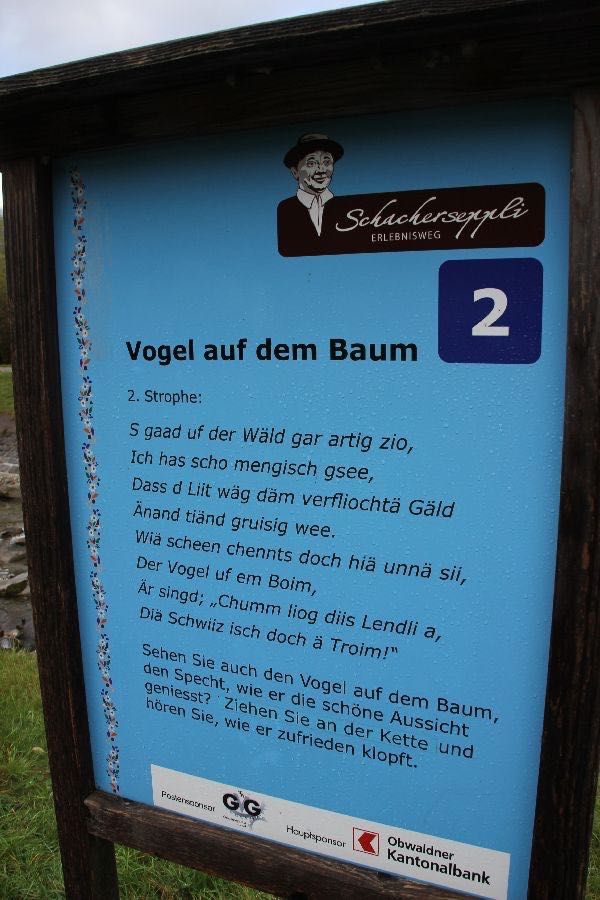 Schacherseppli
ERLEBNISWEG
2
Vogel auf dem Baum
2. Strophe:
S gaad uf der Wäld gar artig zio,
Ich has scho mengisch gsee,
Dass d Liit wäg däm verfliochtä Gäld
Änand tiänd gruisig wee.
Wiä scheen chennts doch hiä unnä sii,
Der Vogel uf em Boim,
Är singd; „Chumm liog diis Lendli a,
Diä Schwiiz isch doch ä Troim!“
Sehen Sie auch den Vogel auf dem Baum,
den Specht, wie er die schöne Aussicht
geniesst? Ziehen Sie an der Kette und
hören Sie, wie er zufrieden klopft.
Postensponsor
Hauptsponsor
Obwaldner
Kantonalbank